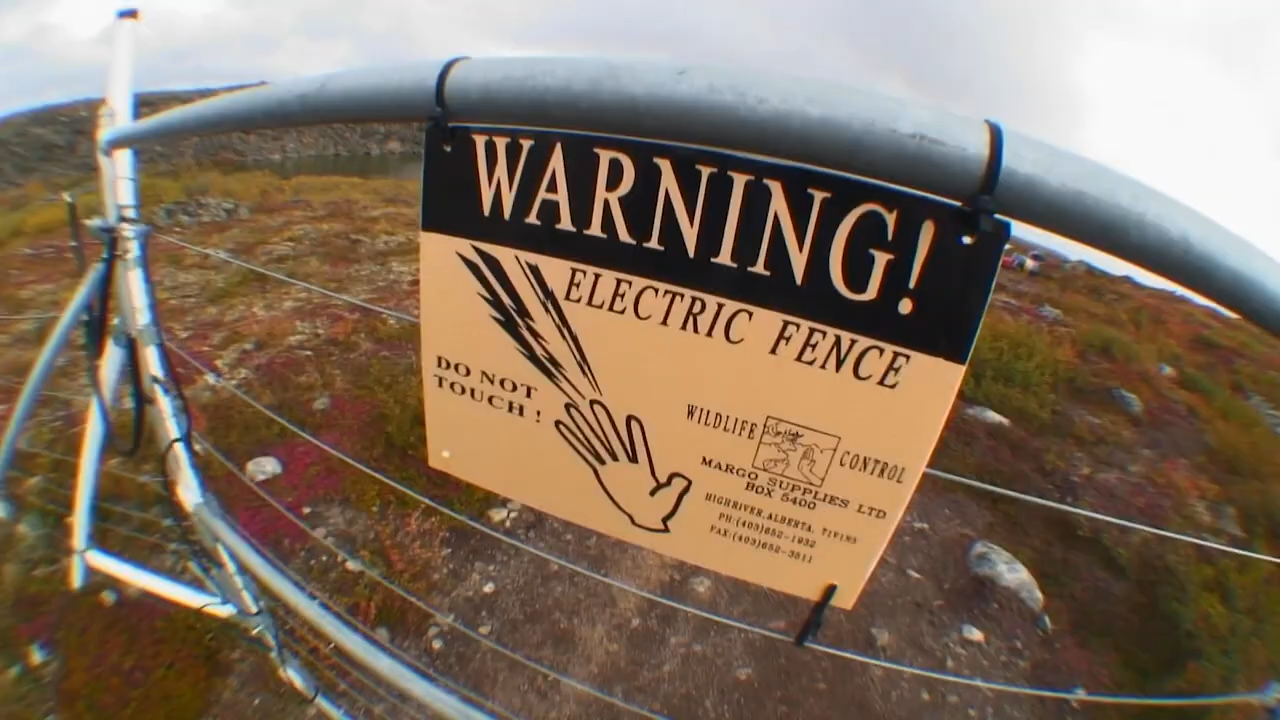 WARNING!
ELECTRIC FENCE
DO NOT
TOUCH !
WILDLIFE CONTROL
MARGO SUPPLIES LTD
BOX 5400
HIGHRIVER, ALBERTA, T1V1M5
PH:(403)652-1932
FAX:(403)652-3511